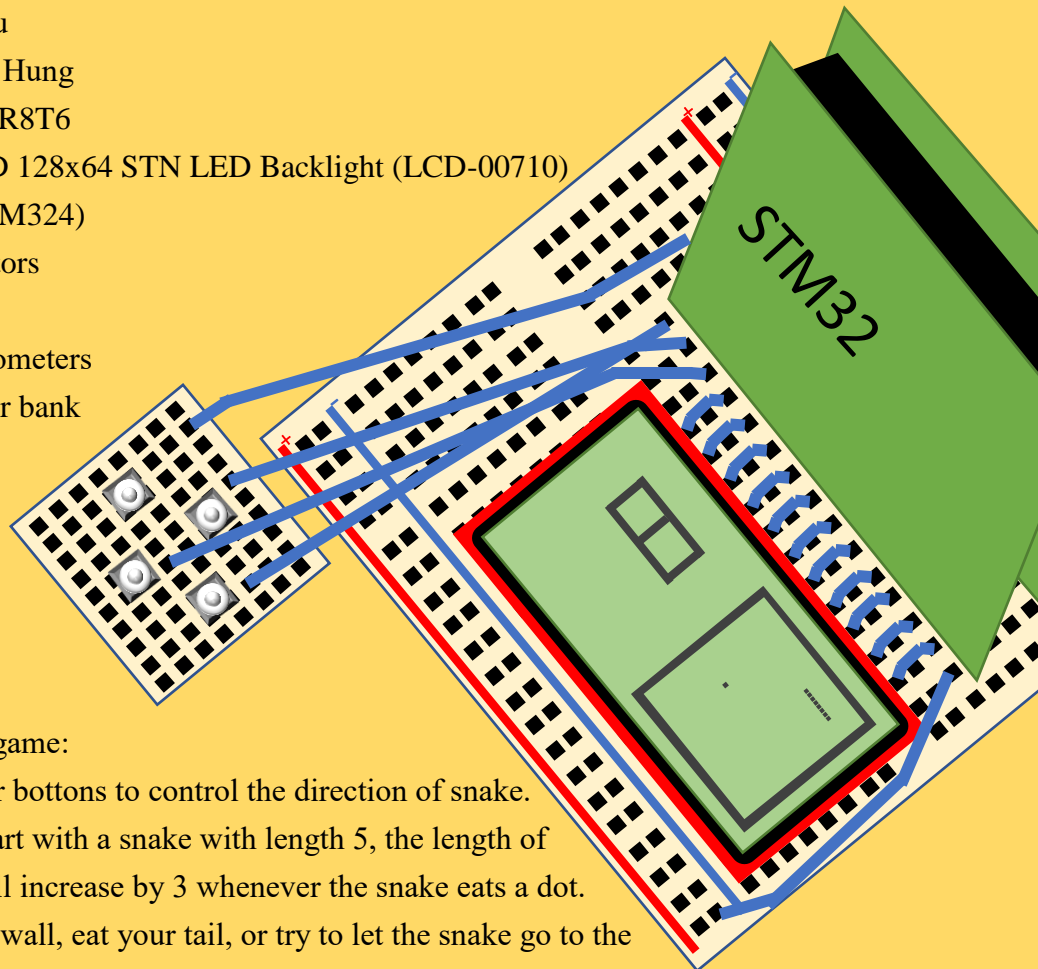 u
Hung
R8T6
D 128x64 STN LED Backlight (LCD-00710)
M324)
tors
ometers
r bank
STM32
game:
r bottons to control the direction of snake.
art with a snake with length 5, the length of
ll increase by 3 whenever the snake eats a dot.
wall, eat your tail, or try to let the snake go to the